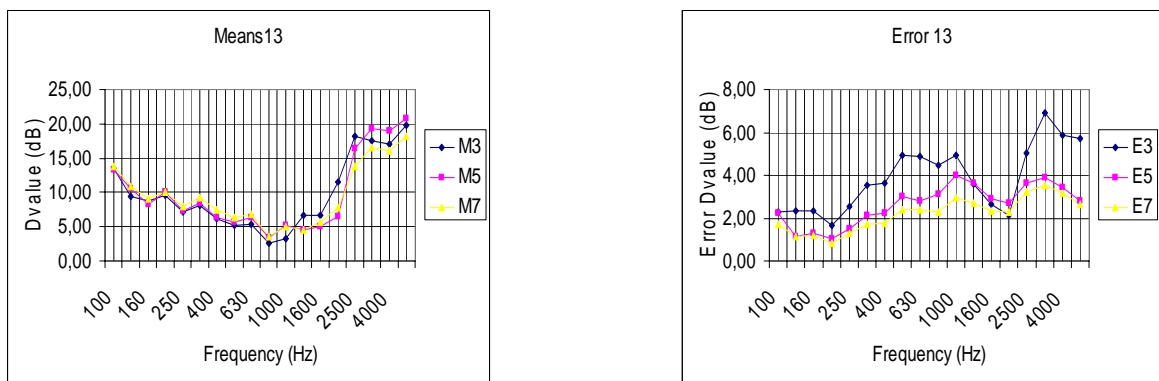 Means13
25,00
20,00
15,00
10,00
5,00
0,00
Dvalue (dB)
100
160
250
400
630
1000
1600
2500
4000
Frequency (Hz)
M3
M5
M7
Error 13
8,00
6,00
4,00
2,00
0,00
Error Dvalue (dB)
100
160
250
400
630
1000
1600
2500
4000
Frequency (Hz)
E3
E5
E7